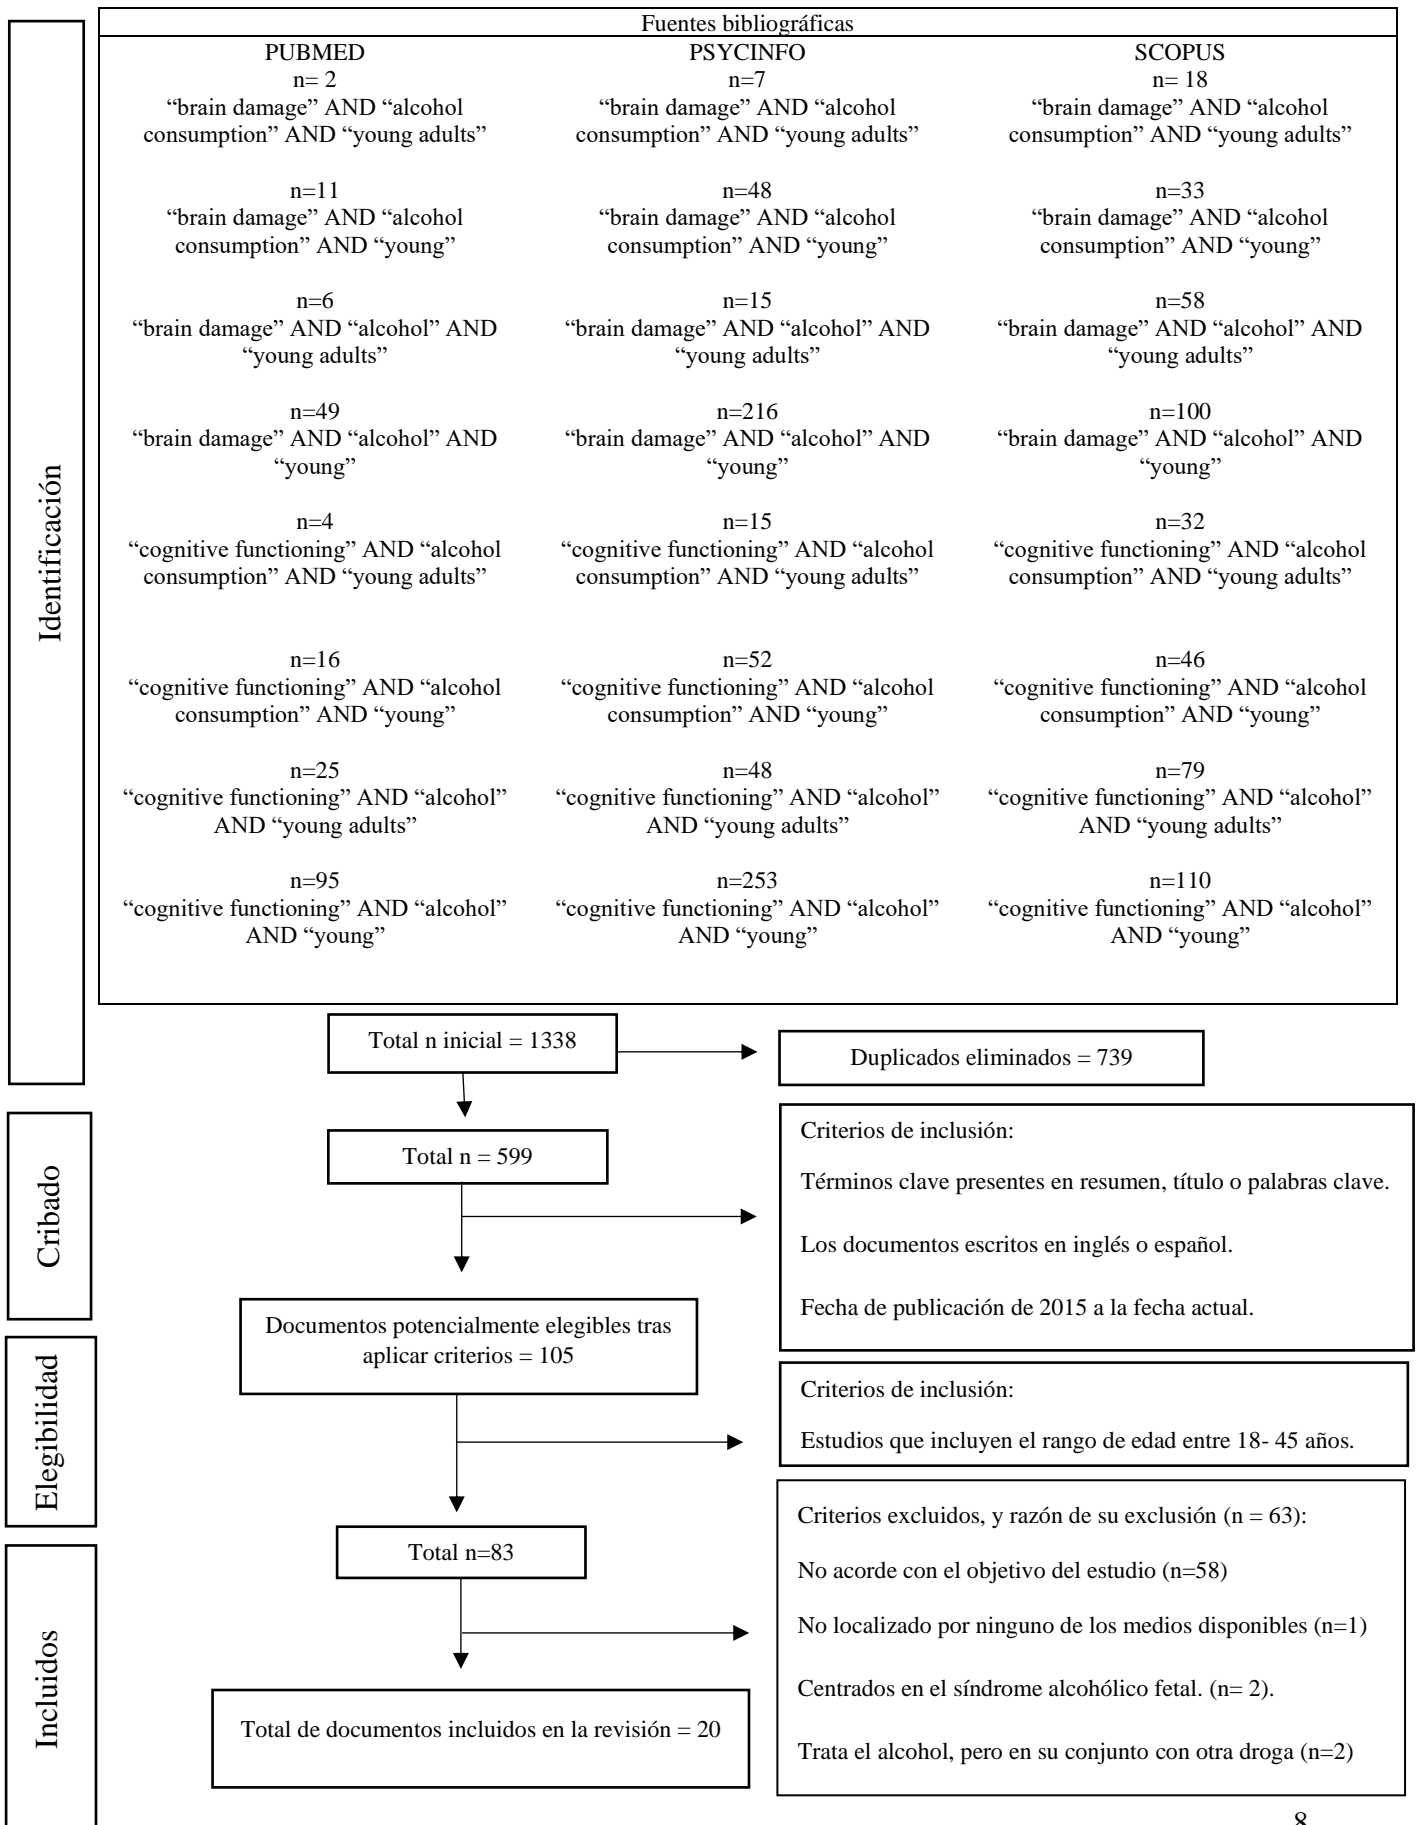 Fuentes bibliográficas
PUBMED
n= 2
“brain damage” AND “alcohol
consumption” AND “young adults”
n=11
“brain damage” AND “alcohol
consumption” AND “young”
n=6
“brain damage” AND “alcohol” AND
“young adults”
n=49
“brain damage” AND “alcohol” AND
“young”
n=4
“cognitive functioning” AND “alcohol
consumption” AND “young adults”
n=16
“cognitive functioning” AND “alcohol
consumption” AND “young”
n=25
“cognitive functioning” AND “alcohol”
AND “young adults”
n=95
“cognitive functioning” AND “alcohol”
AND “young”
PSYCINFO
n=7
“brain damage” AND “alcohol
consumption” AND “young adults”
n=48
“brain damage” AND “alcohol
consumption” AND “young”
n=15
“brain damage” AND “alcohol” AND
“young adults”
n=216
“brain damage” AND “alcohol” AND
“young”
n=15
“cognitive functioning” AND “alcohol
consumption” AND “young adults”
n=52
“cognitive functioning” AND “alcohol
consumption” AND “young”
n=48
“cognitive functioning” AND “alcohol”
AND “young adults”
n=253
“cognitive functioning” AND “alcohol”
AND “young”
SCOPUS
n= 18
“brain damage” AND “alcohol
consumption” AND “young adults”
n=33
“brain damage” AND “alcohol
consumption” AND “young”
n=58
“brain damage” AND “alcohol” AND
“young adults”
n=100
“brain damage” AND “alcohol” AND
“young”
n=32
“cognitive functioning” AND “alcohol
consumption” AND “young adults”
n=46
“cognitive functioning” AND “alcohol
consumption” AND “young”
n=79
“cognitive functioning” AND “alcohol”
AND “young adults”
n=110
“cognitive functioning” AND “alcohol”
AND “young”
Identificación
Total n inicial = 1338
Duplicados eliminados = 739
Cribado
Total n = 599
Criterios de inclusión:
Términos clave presentes en resumen, título o palabras clave.
Los documentos escritos en inglés o español.
Fecha de publicación de 2015 a la fecha actual.
Documentos potencialmente elegibles tras
aplicar criterios = 105
Elegibilidad
Criterios de inclusión:
Estudios que incluyen el rango de edad entre 18- 45 años.
Total n=83
Criterios excluidos, y razón de su exclusión (n = 63):
No acorde con el objetivo del estudio (n=58)
No localizado por ninguno de los medios disponibles (n=1)
Centrados en el síndrome alcohólico fetal. (n= 2).
Trata el alcohol, pero en su conjunto con otra droga (n=2)
Incluidos
Total de documentos incluidos en la revisión = 20
8